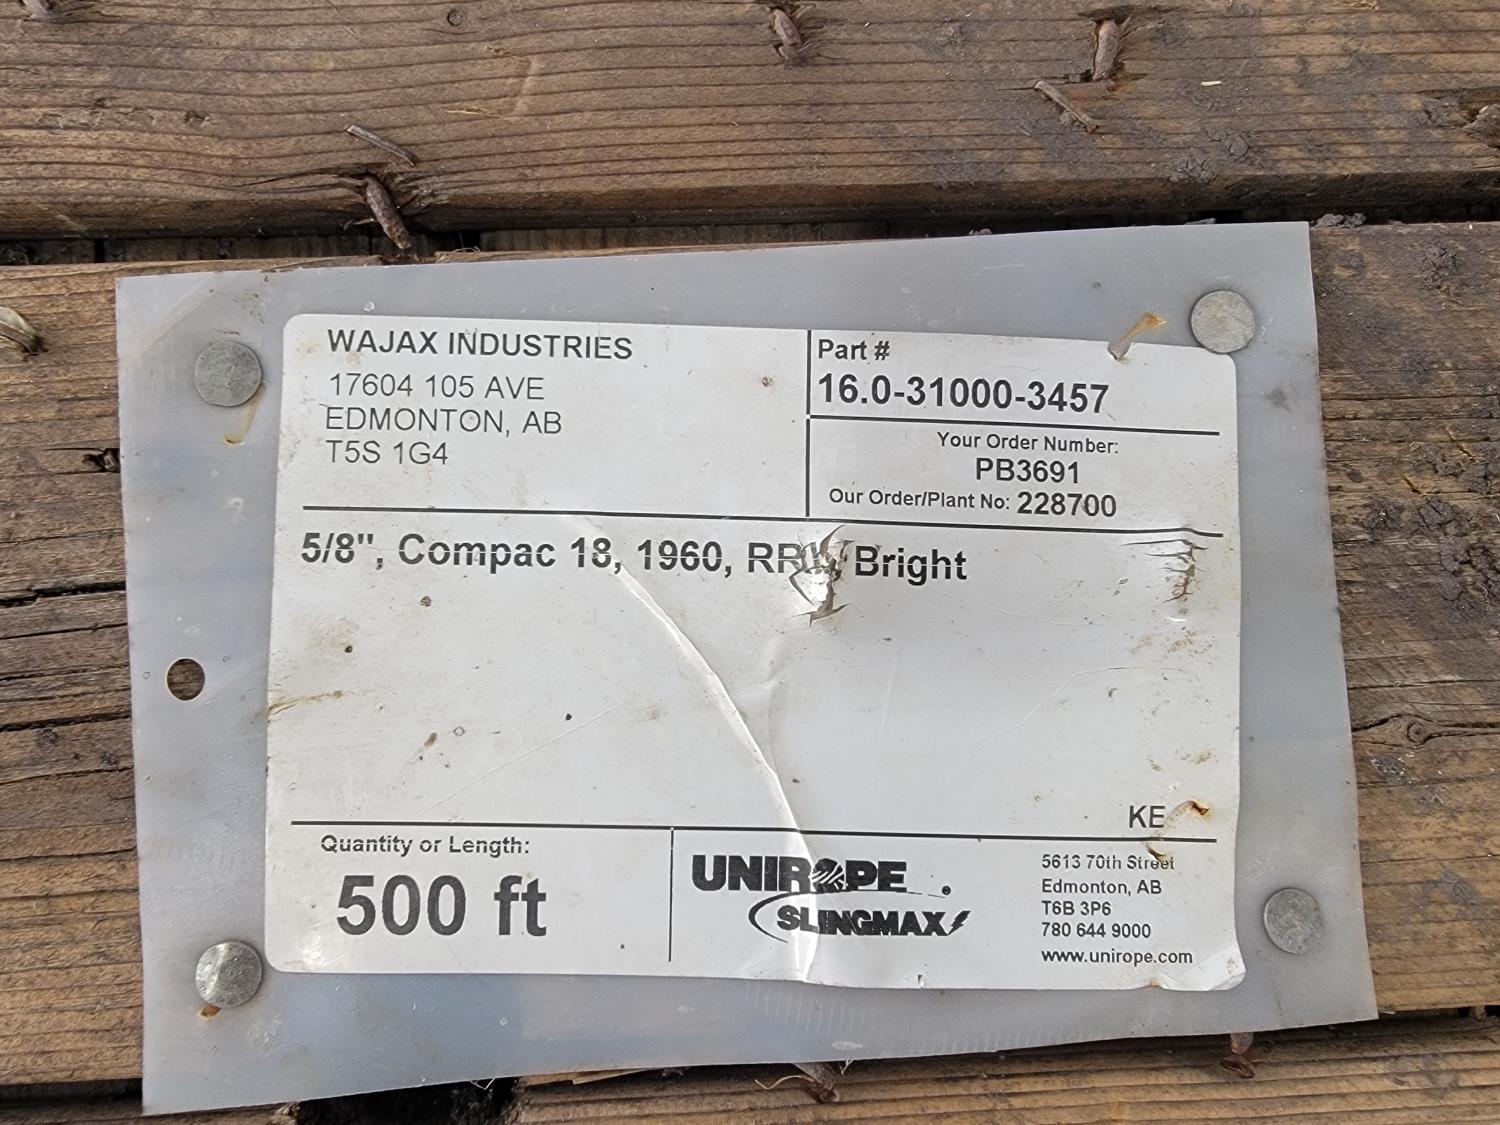 WAJAX INDUSTRIES
17604 105 AVE
EDMONTON, AB
T5S 1G4
Part #
16.0-31000-3457
Your Order Number:
PB3691
Our Order/Plant No: 228700
5/8", Compac 18, 1960, Bright
KE
Quantity or Length:
500 ft
UNIROPE ®
SLINGMAX
5613 70th Street
Edmonton, AB
T6B 3P6
780 644 9000
www.unirope.com